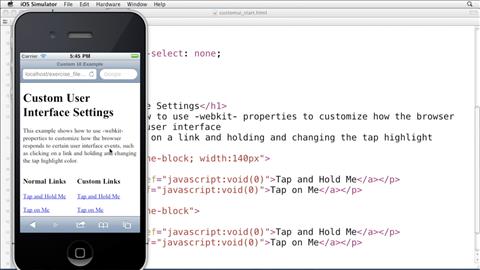 iOS Simulator File Edit Hardware Window Help
customui_start.html
Carrier 5:45 PM
Custom UI Example
localhost/exercise_file... Google
Custom User
Interface Settings
This example shows how to use -webkit-
properties to customize how the browser
responds to certain user interface events, such
as clicking on a link and holding and changing
the tap highlight color.
Normal Links Custom Links
Tap and Hold Me Tap and Hold Me
Tap on Me Tap on Me
-select: none;
e Settings</h1>
how to use -webkit- properties to customize how the browser
user interface
on a link and holding and changing the tap highlight
ne-block; width:140px">
ef="javascript:void(0)">Tap and Hold Me</a></p>
ef="javascript:void(0)">Tap on Me</a></p>
ne-block">
ef="javascript:void(0)">Tap and Hold Me</a></p>
ef="javascript:void(0)">Tap on Me</a></p>